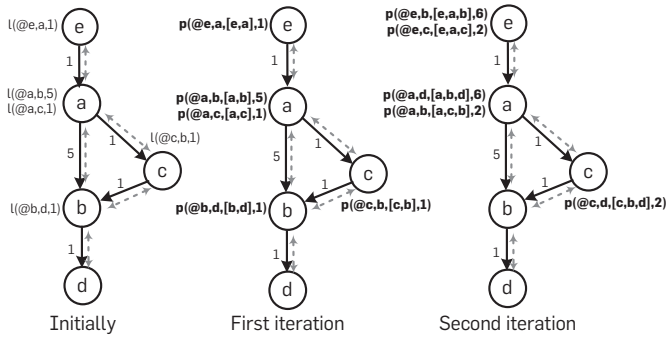 l(@e,a,1)
e
1
l(@a,b,5)
l(@a,c,1)
a
l(@c,b,1)
1
5
c
1
l(@b,d,1)
b
1
d
Initially
p(@e,a,[e,a],1)
e
1
p(@a,b,[a,b],5)
p(@a,c,[a,c],1)
a
1
5
c
1
p(@b,d,[b,d],1)
b
p(@c,b,[c,b],1)
1
d
First iteration
p(@e,b,[e,a,b],6)
p(@e,c,[e,a,c],2)
e
1
p(@a,d,[a,b,d],6)
p(@a,b,[a,c,b],2)
a
1
5
c
1
b
p(@c,d,[c,b,d],2)
1
d
Second iteration